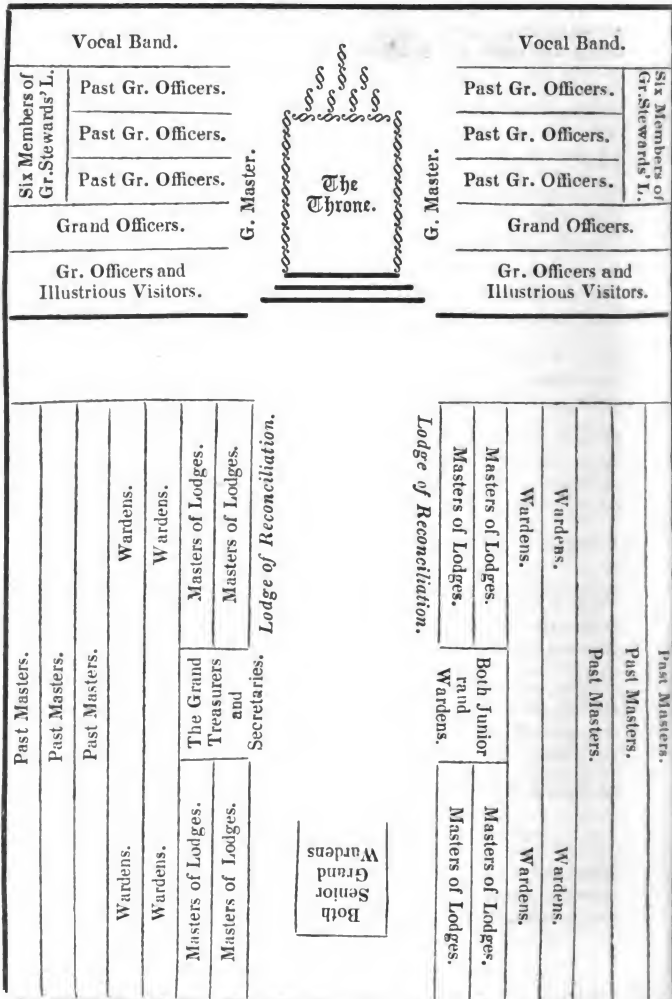 Vocal Band.
Six Members of
Gr. Stewards' L.
Past Gr. Officers.
Past Gr. Officers.
Past Gr. Officers.
Grand Officers.
Gr. Officers and
Illustrious Visitors.
G. Master.
The
Throne.
G. Master.
Vocal Band.
Past Gr. Officers.
Past Gr. Officers.
Past Gr. Officers.
Six Members of
Gr. Stewards' L.
Grand Officers.
Gr. Officers and
Illustrious Visitors.
Past Masters.
Past Masters.
Past Masters.
Wardens.
Wardens.
Wardens.
Wardens.
Masters of Lodges.
Masters of Lodges.
The Grand
Treasurers
and
Secretaries.
Masters of Lodges.
Masters of Lodges.
Lodge of Reconciliation.
Both
Senior
Grand
Wardens
Lodge of Reconciliation.
Masters of Lodges.
Masters of Lodges.
Both Junior
rand
Wardens.
Masters of Lodges.
Masters of Lodges.
Wardens.
Wardens.
Wardens.
Wardens.
Past Masters.
Past Masters.
Past Masters.